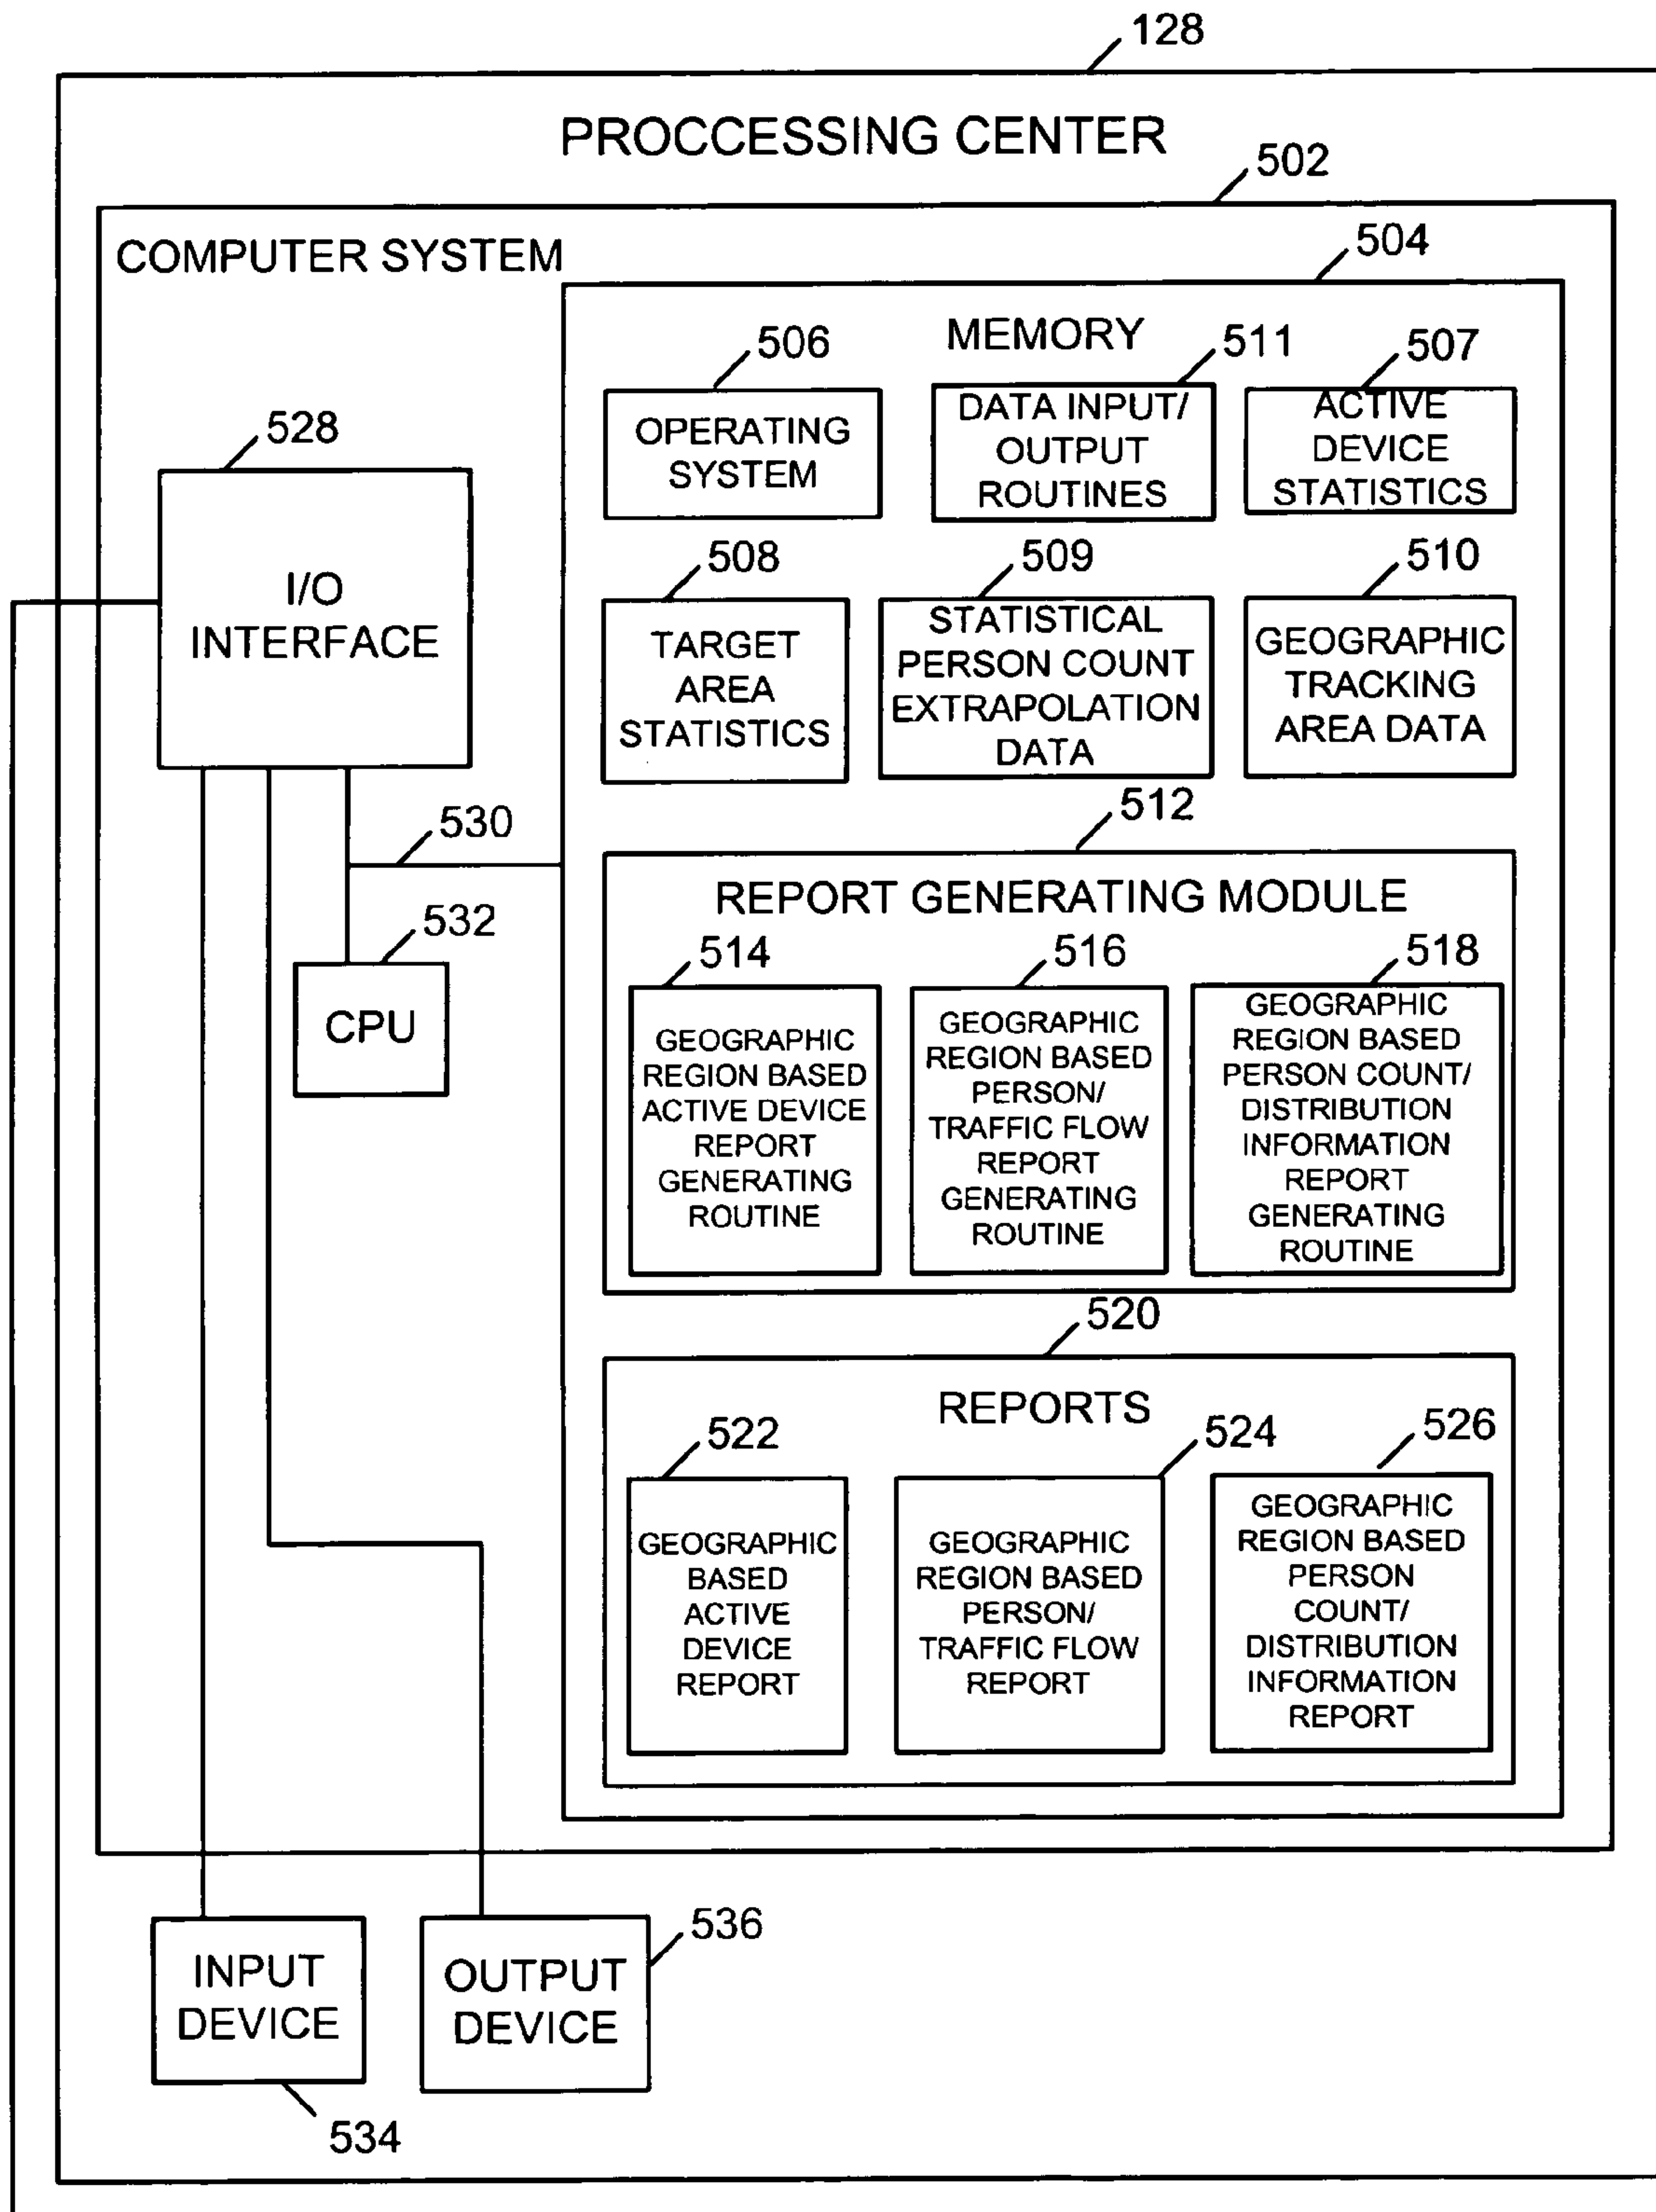 128
PROCCESSING CENTER
502
COMPUTER SYSTEM
504
MEMORY
506
OPERATING
SYSTEM
511
DATA INPUT/
OUTPUT
ROUTINES
507
ACTIVE
DEVICE
STATISTICS
528
I/O
INTERFACE
508
TARGET
AREA
STATISTICS
509
STATISTICAL
PERSON COUNT
EXTRAPOLATION
DATA
510
GEOGRAPHIC
TRACKING
AREA DATA
530
532
CPU
512
REPORT GENERATING MODULE
514
GEOGRAPHIC
REGION BASED
ACTIVE DEVICE
REPORT
GENERATING
ROUTINE
516
GEOGRAPHIC
REGION BASED
PERSON/
TRAFFIC FLOW
REPORT
GENERATING
ROUTINE
518
GEOGRAPHIC
REGION BASED
PERSON COUNT/
DISTRIBUTION
INFORMATION
REPORT
GENERATING
ROUTINE
520
REPORTS
522
GEOGRAPHIC
BASED
ACTIVE
DEVICE
REPORT
524
GEOGRAPHIC
REGION BASED
PERSON/
TRAFFIC FLOW
REPORT
526
GEOGRAPHIC
REGION BASED
PERSON
COUNT/
DISTRIBUTION
INFORMATION
REPORT
INPUT
DEVICE
534
OUTPUT
DEVICE
536